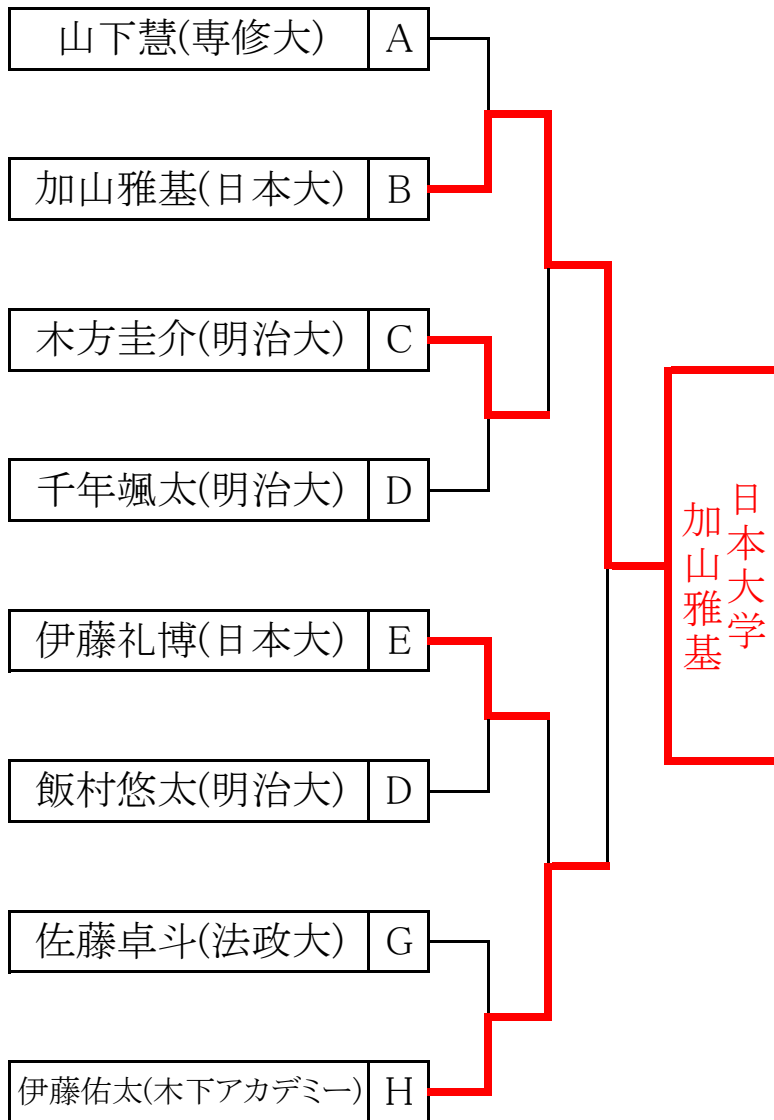 山下慧(専修大) A
加山雅基(日本大) B
木方圭介(明治大) C
千年颯太(明治大) D
伊藤礼博(日本大) E
飯村悠太(明治大) D
佐藤卓斗(法政大) G
伊藤佑太(木下アカデミー) H
日本大学
加山雅基